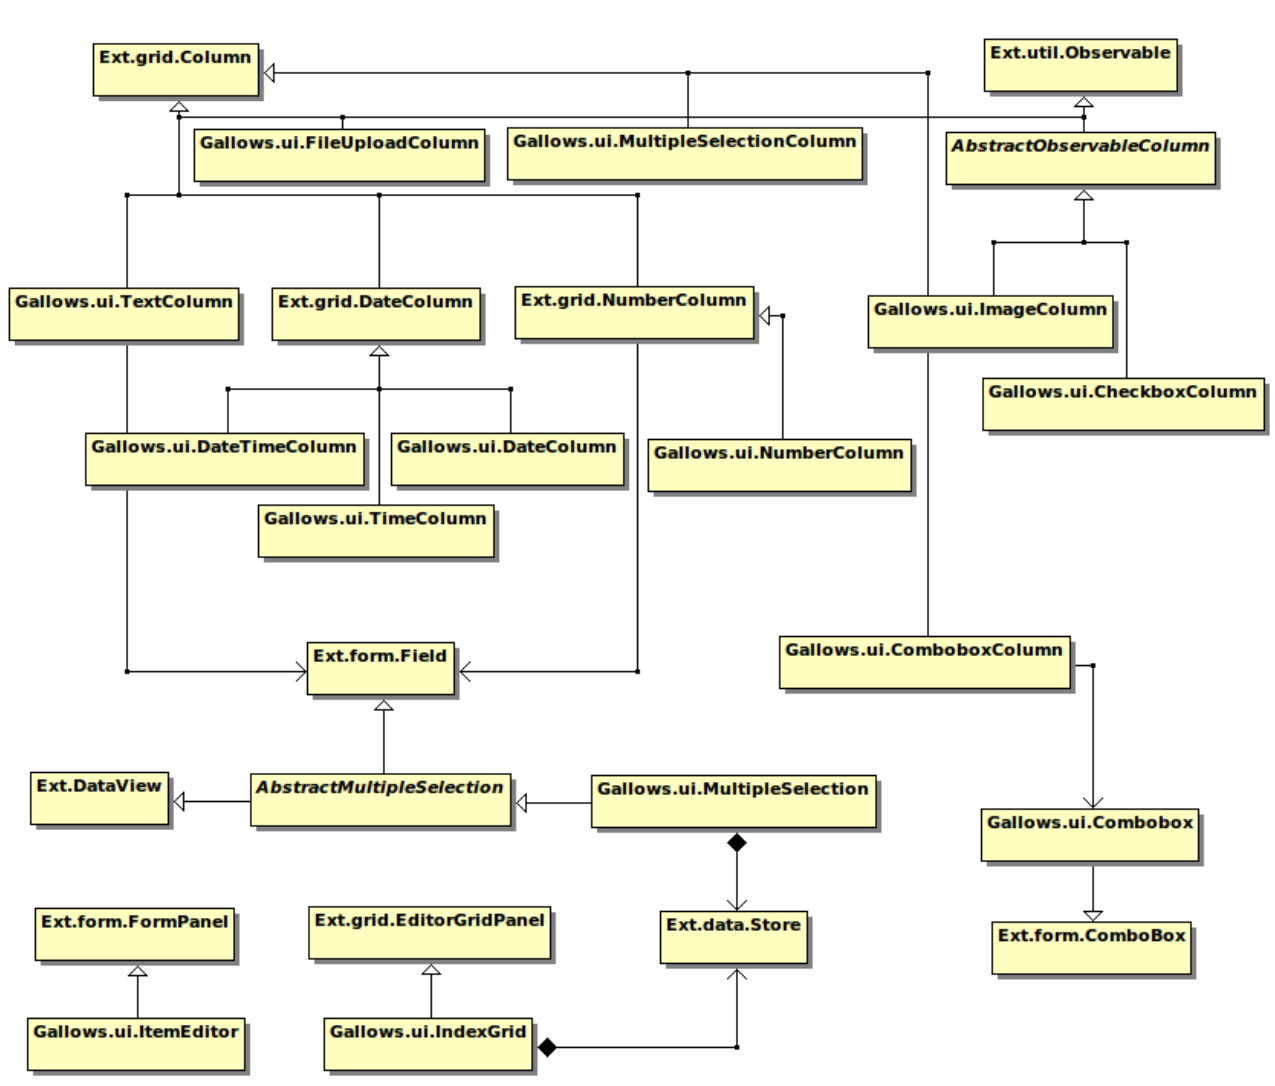 Ext.grid.Column
Ext.util.Observable
Gallows.ui.FileUploadColumn
Gallows.ui.MultipleSelectionColumn
AbstractObservableColumn
Gallows.ui.TextColumn
Ext.grid.DateColumn
Ext.grid.NumberColumn
Gallows.ui.ImageColumn
Gallows.ui.CheckboxColumn
Gallows.ui.DateTimeColumn
Gallows.ui.DateColumn
Gallows.ui.NumberColumn
Gallows.ui.TimeColumn
Ext.form.Field
Gallows.ui.ComboboxColumn
Ext.DataView
AbstractMultipleSelection
Gallows.ui.MultipleSelection
Gallows.ui.Combobox
Ext.form.FormPanel
Ext.grid.EditorGridPanel
Ext.data.Store
Ext.form.ComboBox
Gallows.ui.ItemEditor
Gallows.ui.IndexGrid